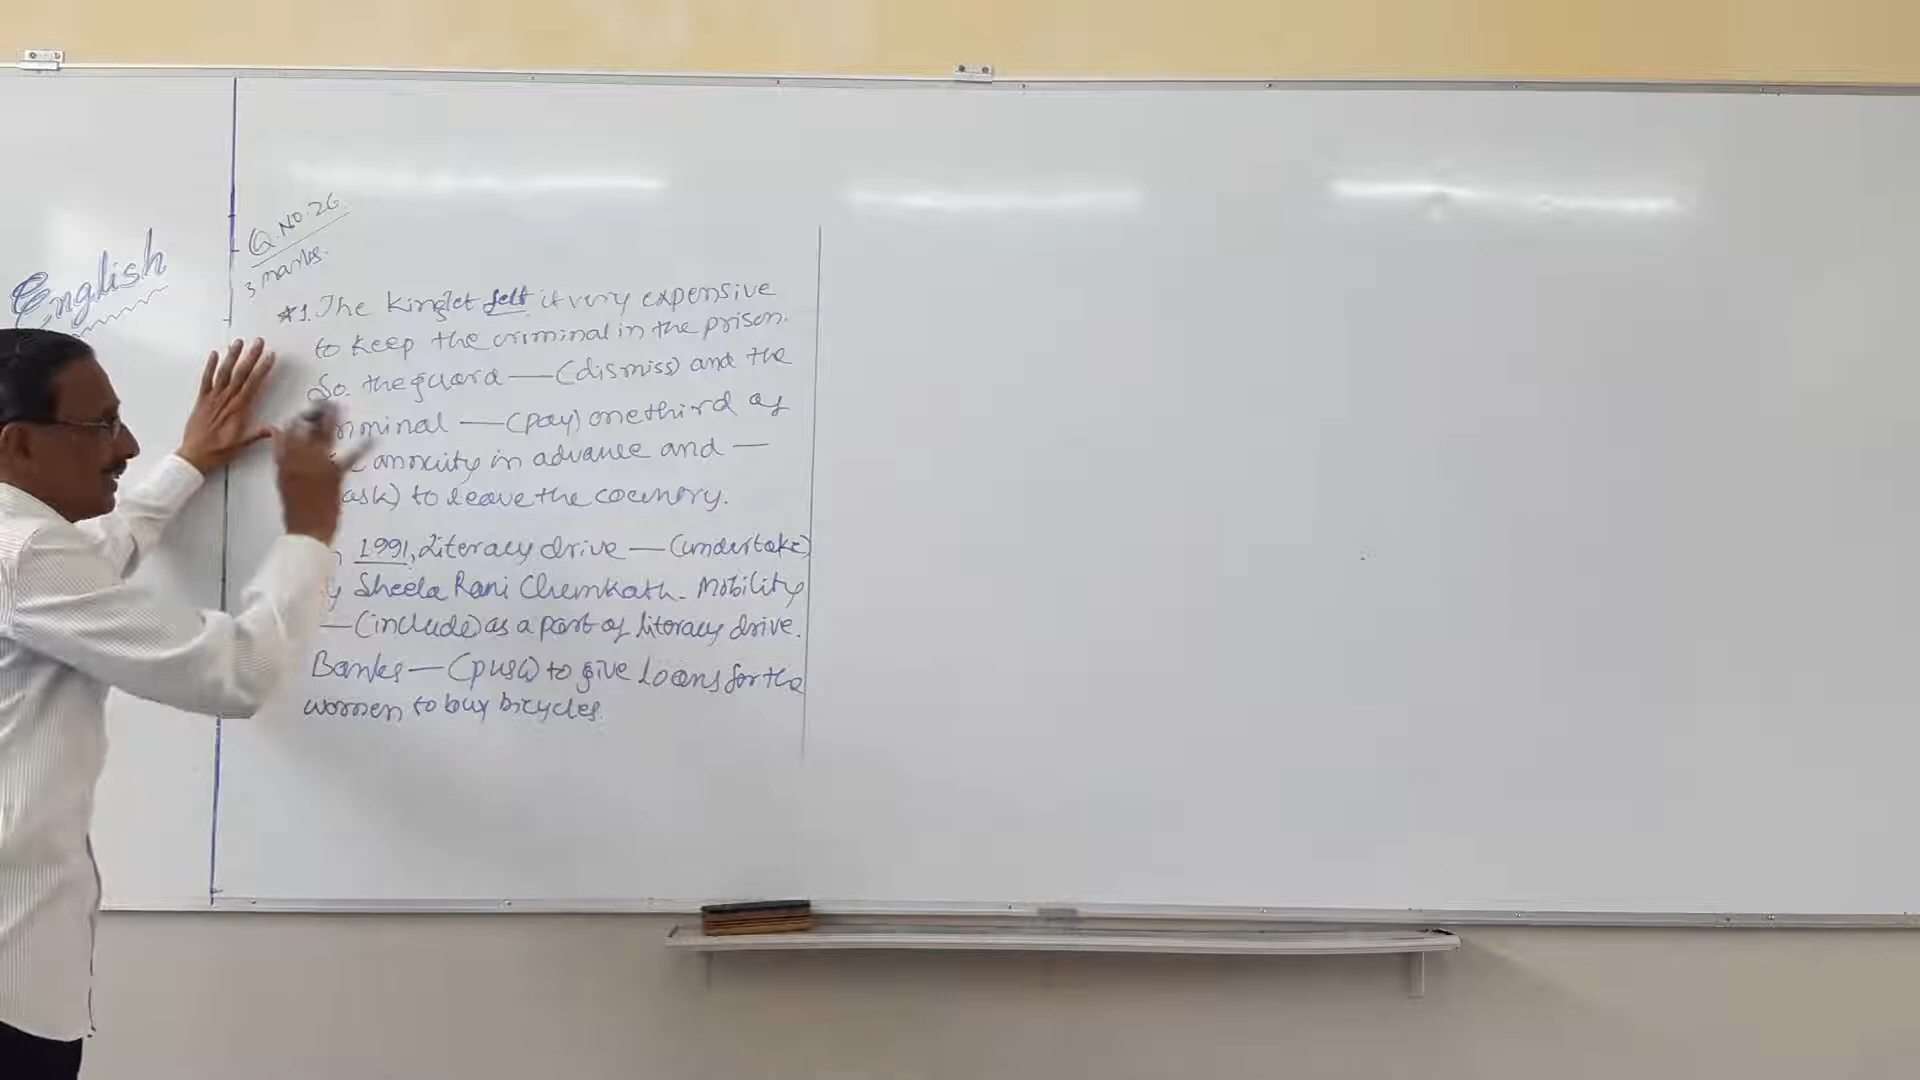 English
Q.NO.26.
3 marks.
*1. The Kinglet felt it very expensive
to keep the criminal in the prison.
So the guard — (dismiss) and the
minal — (pay) one third of
annuity in advance and —
ask) to leave the country.
1991, Literacy drive — (undertake)
y Sheela Rani Chunkath. Mobility
— (include) as a part of literacy drive.
Banks — (push) to give loans for the
women to buy bicycles.